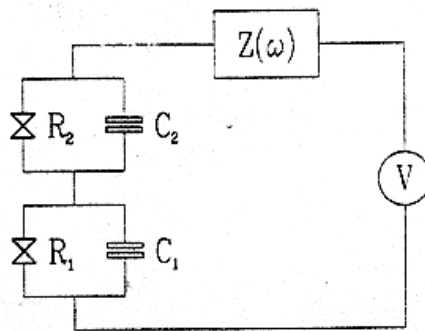 Z(ω)
R₂ C₂
V
R₁ C₁